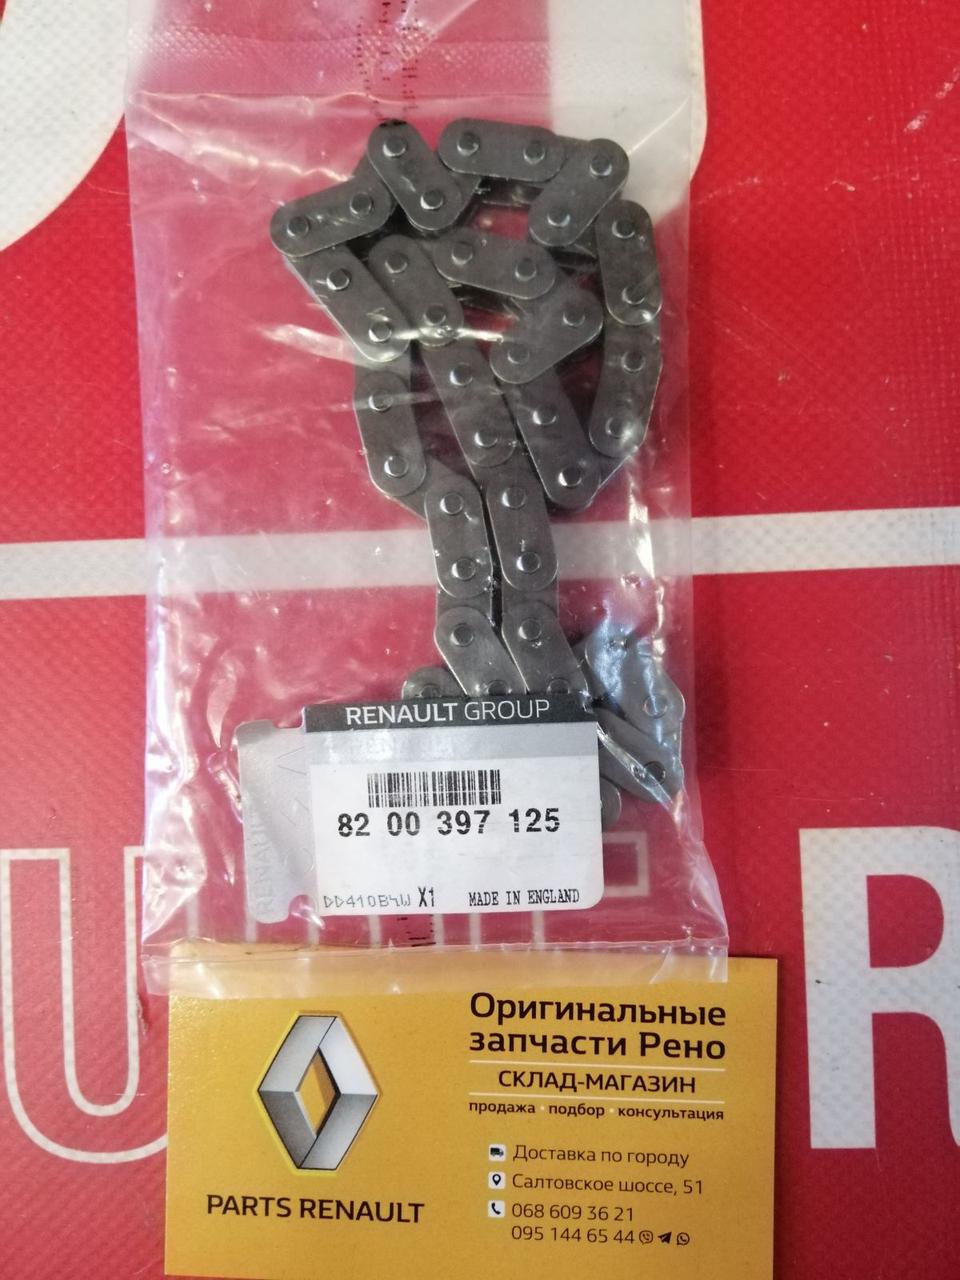 RENAULT GROUP
82 00 397 125
X1 MADE IN ENGLAND
Оригинальные
запчасти Рено
СКЛАД-МАГАЗИН
продажа · подбор · консультация
Доставка по городу
Салтовское шоссе, 51
068 609 36 21
095 144 65 44
PARTS RENAULT